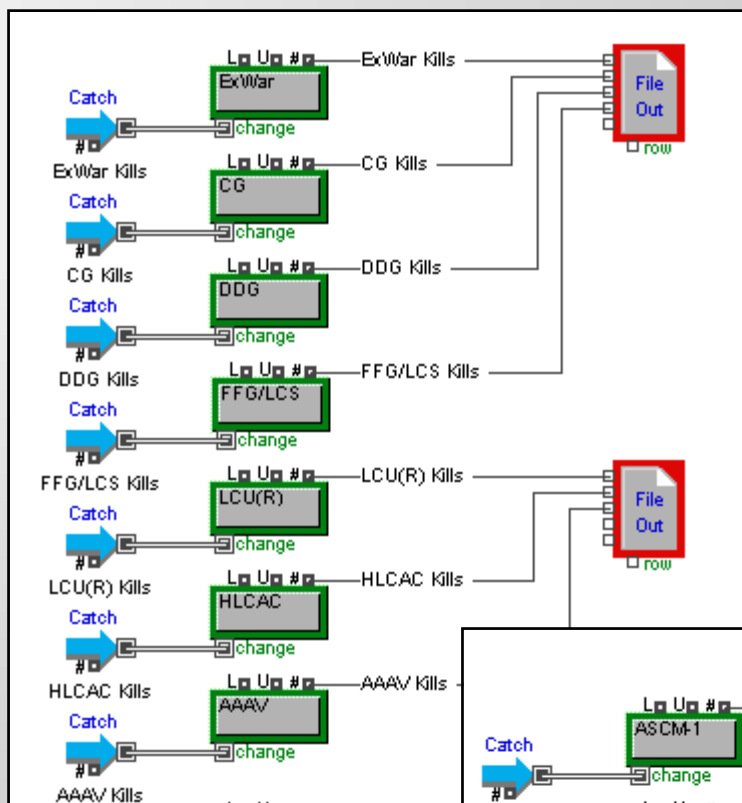 L U #
ExWar Kills
ExWar
File
Out
Catch
change
#
row
ExWar Kills
L U #
CG Kills
CG
Catch
change
#
CG Kills
L U #
DDG Kills
DDG
Catch
change
#
DDG Kills
L U #
FFG/LCS Kills
FFG/LCS
Catch
change
#
FFG/LCS Kills
L U #
LCU(R) Kills
LCU(R)
File
Out
Catch
change
#
row
LCU(R) Kills
L U #
HLCAC Kills
HLCAC
Catch
change
#
HLCAC Kills
L U #
AAAV Kills
AAAV
Catch
change
#
AAAV Kills
L U #
ASCM-1
Catch
change
#